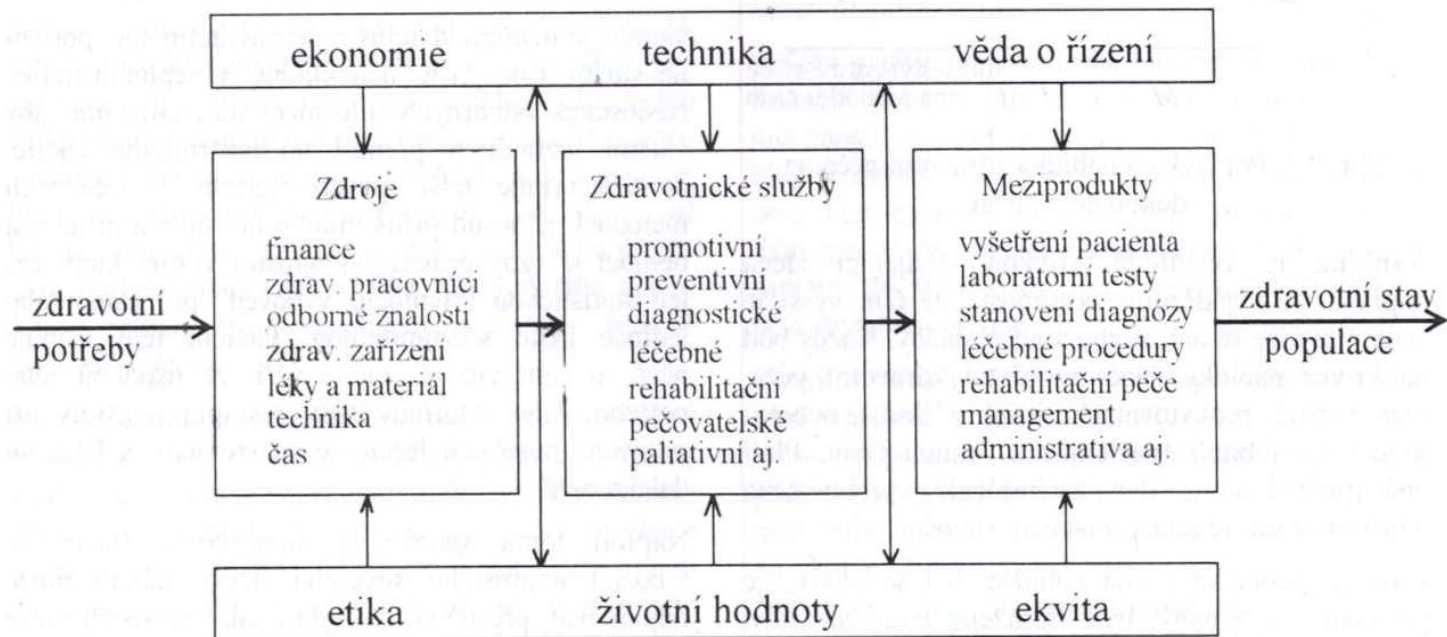 ekonomie technika věda o řízení
Zdroje
finance
zdrav. pracovníci
odborné znalosti
zdrav. zařízení
léky a materiál
technika
čas
Zdravotnické služby
promotivní
preventivní
diagnostické
léčebné
rehabilitační
pečovatelské
paliativní aj.
Meziprodukty
vyšetření pacienta
laboratorní testy
stanovení diagnózy
léčebné procedury
rehabilitační péče
management
administrativa aj.
zdravotní
potřeby
zdravotní stav
populace
etika životní hodnoty ekvita